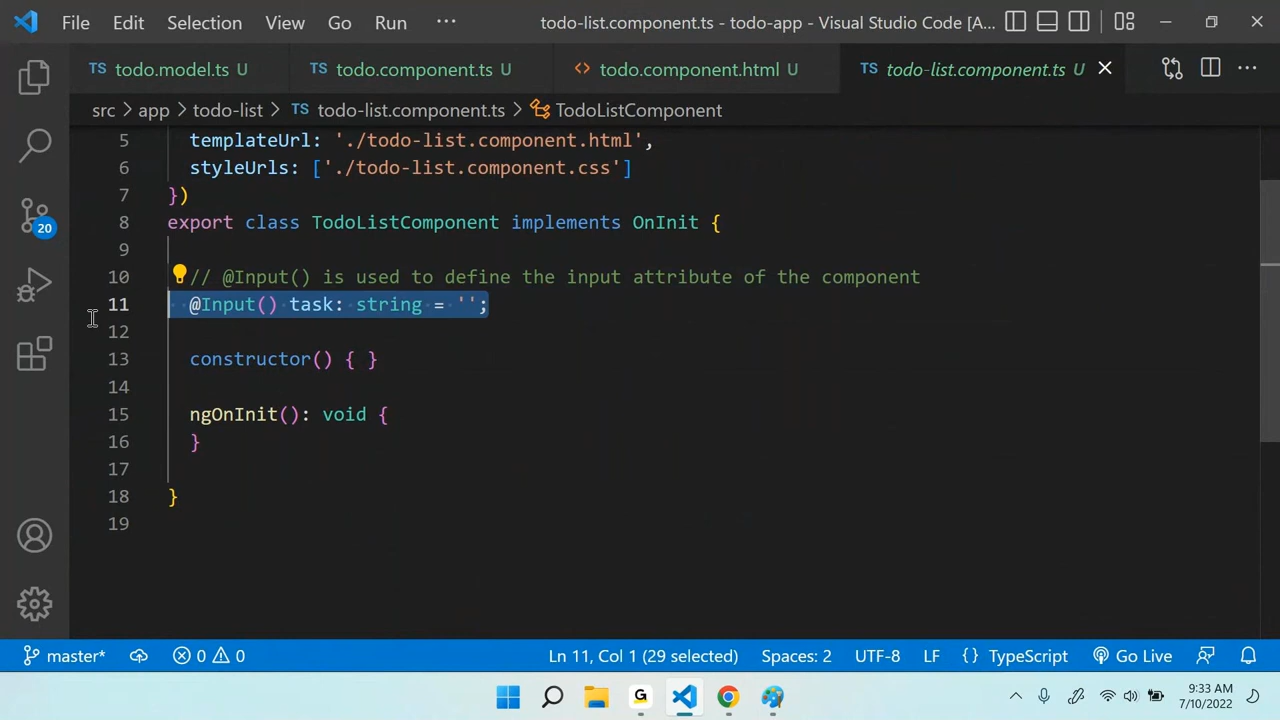 File Edit Selection View Go Run ··· todo-list.component.ts - todo-app - Visual Studio Code [A...
TS todo.model.ts U TS todo.component.ts U <> todo.component.html U TS todo-list.component.ts U
src > app > todo-list > TS todo-list.component.ts > TodoListComponent
5 templateUrl: './todo-list.component.html',
6 styleUrls: ['./todo-list.component.css']
7 })
8 export class TodoListComponent implements OnInit {
9
10 // @Input() is used to define the input attribute of the component
11 @Input() task: string = '';
12
13 constructor() { }
14
15 ngOnInit(): void {
16 }
17
18 }
19
20
master* 0 0 Ln 11, Col 1 (29 selected) Spaces: 2 UTF-8 LF {} TypeScript Go Live
G
9:33 AM
7/10/2022